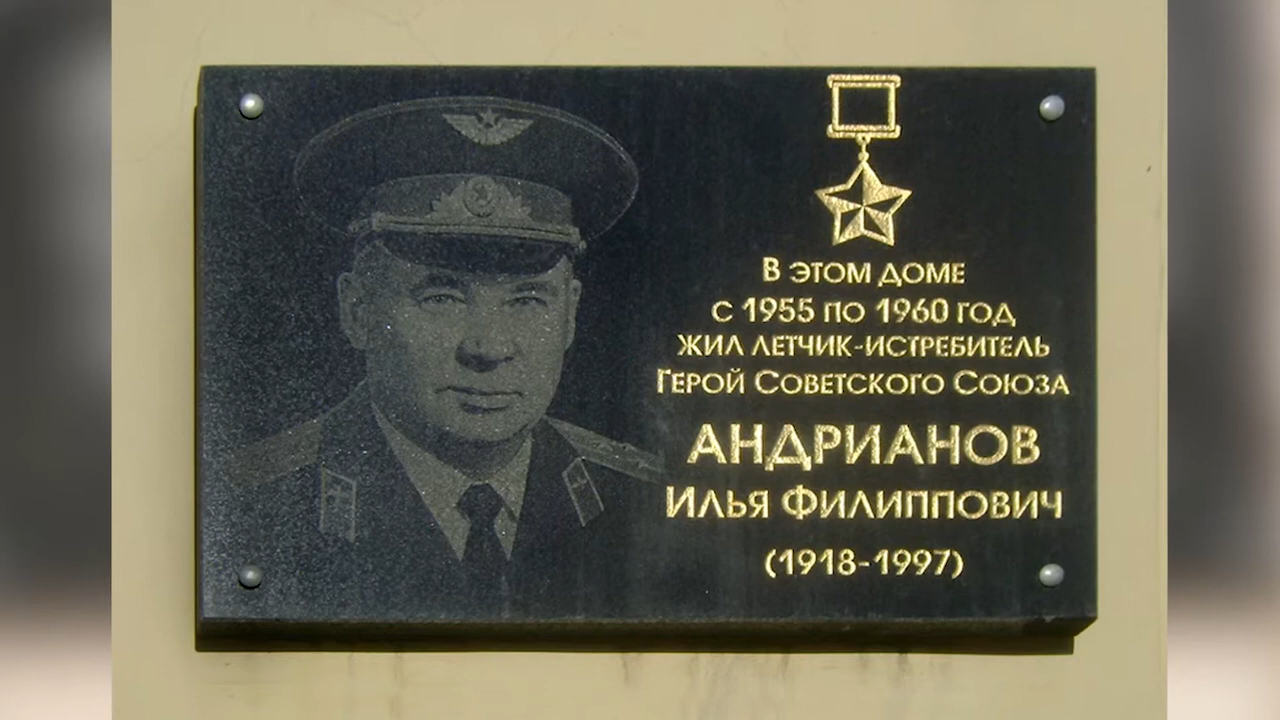 В ЭТОМ ДОМЕ
С 1955 ПО 1960 ГОД
ЖИЛ ЛЕТЧИК-ИСТРЕБИТЕЛЬ
ГЕРОЙ СОВЕТСКОГО СОЮЗА
АНДРИАНОВ
ИЛЬЯ ФИЛИППОВИЧ
(1918-1997)